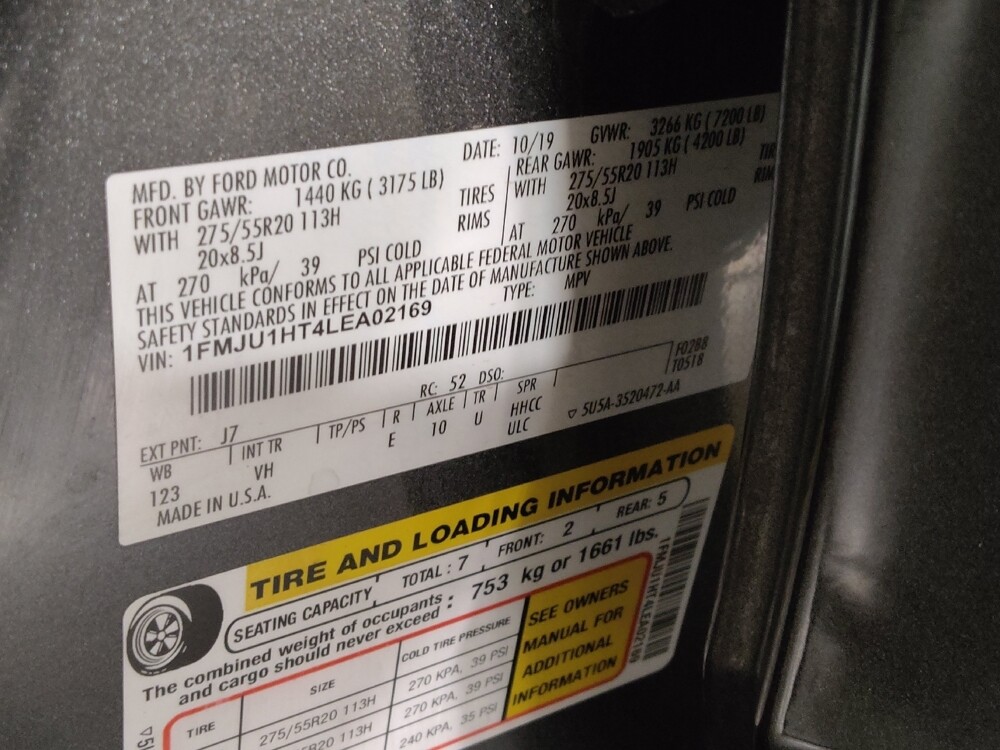 MFD. BY FORD MOTOR CO.
DATE: 10/19 GVWR: 3266 KG ( 7200 LB)
FRONT GAWR: 1440 KG ( 3175 LB)
REAR GAWR: 1905 KG ( 4200 LB)
WITH 275/55R20 113H TIRES
WITH 275/55R20 113H
20x8.5J RIMS
20x8.5J
AT 270 kPa/ 39 PSI COLD
AT 270 kPa/ 39 PSI COLD
THIS VEHICLE CONFORMS TO ALL APPLICABLE FEDERAL MOTOR VEHICLE
SAFETY STANDARDS IN EFFECT ON THE DATE OF MANUFACTURE SHOWN ABOVE.
VIN: 1FMJU1HT4LEA02169
TYPE: MPV
F0288
T0518
EXT PNT: J7 RC: 52 DSO:
WB INT TR TP/PS R AXLE TR SPR
123 VH E 10 U HHCC
ULC
MADE IN U.S.A.
5U5A-3520472-AA
TIRE AND LOADING INFORMATION
SEATING CAPACITY TOTAL : 7 FRONT: 2 REAR: 5
The combined weight of occupants
and cargo should never exceed : 753 kg or 1661 lbs.
TIRE SIZE COLD TIRE PRESSURE
275/55R20 113H 270 KPA, 39 PSI
113H 270 KPA, 39 PSI
240 KPA, 35 PSI
SEE OWNERS
MANUAL FOR
ADDITIONAL
INFORMATION
1FMJU1HT4LEA02169